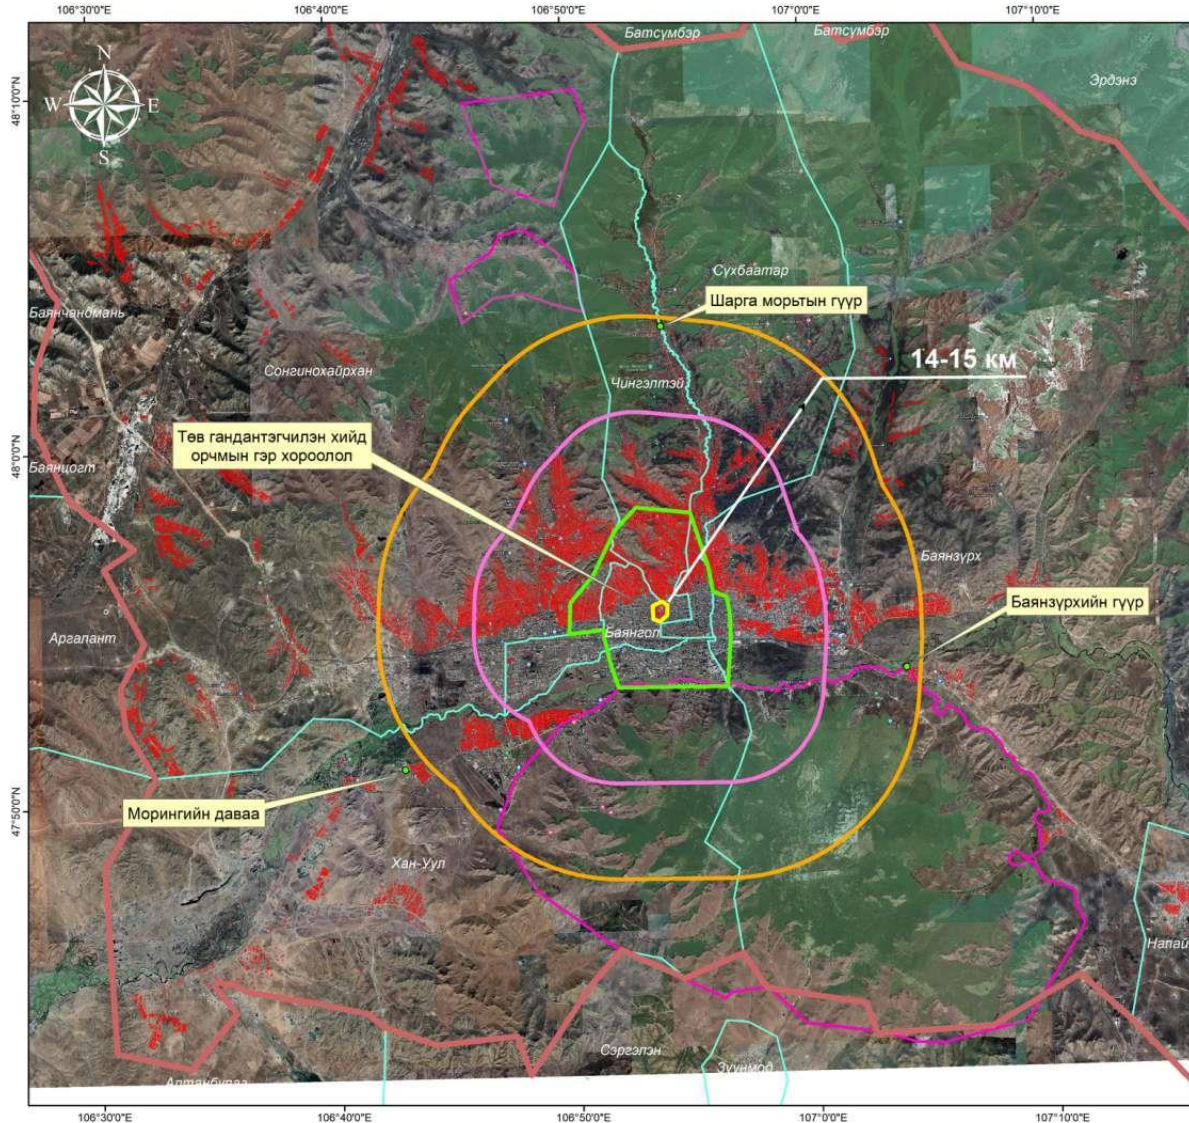 106°30'0"E
106°40'0"E
106°50'0"E
107°0'0"E
107°10'0"E
Батсүмбэр
Батсүмбэр
N
W
E
S
48°10'0"N
Эрдэнэ
Сүхбаатар
Шарга морьтын гүүр
Баянчандмань
14-15 км
Сонгинохайрхан
Чингэлтэй
Төв гандантэгчилэн хийд
орчмын гэр хороолол
48°0'0"N
Баянцогт
Баянзүрх
Баянзүрхийн гүүр
Аргалант
Баянгол
Морингийн даваа
47°50'0"N
Хан-Уул
Налай
Сэргэлэн
Зуунмод
Алтанбулаг
106°30'0"E
106°40'0"E
106°50'0"E
107°0'0"E
107°10'0"E